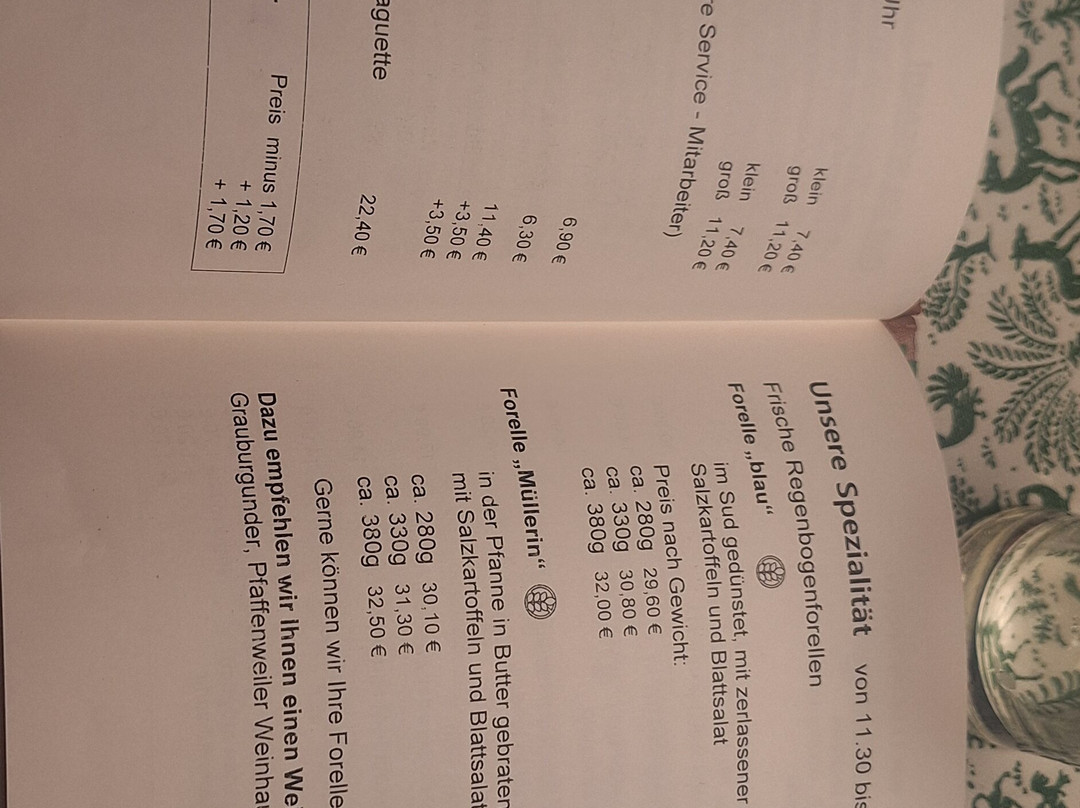 Uhr
klein 7,40 €
groß 11,20 €
klein 7,40 €
groß 11,20 €
re Service - Mitarbeiter)
6,90 €
6,30 €
11,40 €
+3,50 €
+3,50 €
aguette
22,40 €
Preis minus 1,70 €
+ 1,20 €
+ 1,70 €
Unsere Spezialität von 11.30 bis
Frische Regenbogenforellen
Forelle „blau“
im Sud gedünstet, mit zerlassener
Salzkartoffeln und Blattsalat
Preis nach Gewicht:
ca. 280g 29,60 €
ca. 330g 30,80 €
ca. 380g 32,00 €
Forelle „Müllerin“
in der Pfanne in Butter gebraten
mit Salzkartoffeln und Blattsalat
ca. 280g 30,10 €
ca. 330g 31,30 €
ca. 380g 32,50 €
Gerne können wir Ihre Forelle
Dazu empfehlen wir Ihnen einen We
Grauburgunder, Pfaffenweiler Weinhau